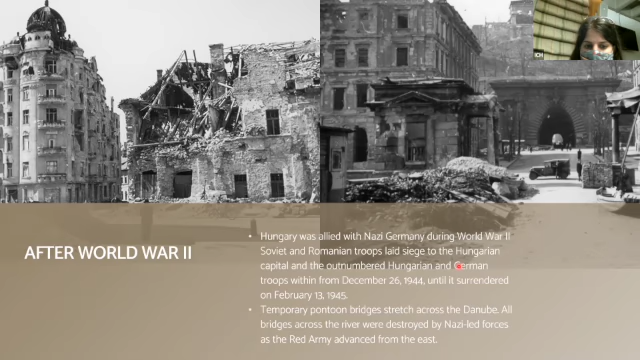 ICH
AFTER WORLD WAR II
• Hungary was allied with Nazi Germany during World War II
Soviet and Romanian troops laid siege to the Hungarian
capital and the outnumbered Hungarian and German
troops within from December 26, 1944, until it surrendered
on February 13, 1945.
• Temporary pontoon bridges stretch across the Danube. All
bridges across the river were destroyed by Nazi-led forces
as the Red Army advanced from the east.